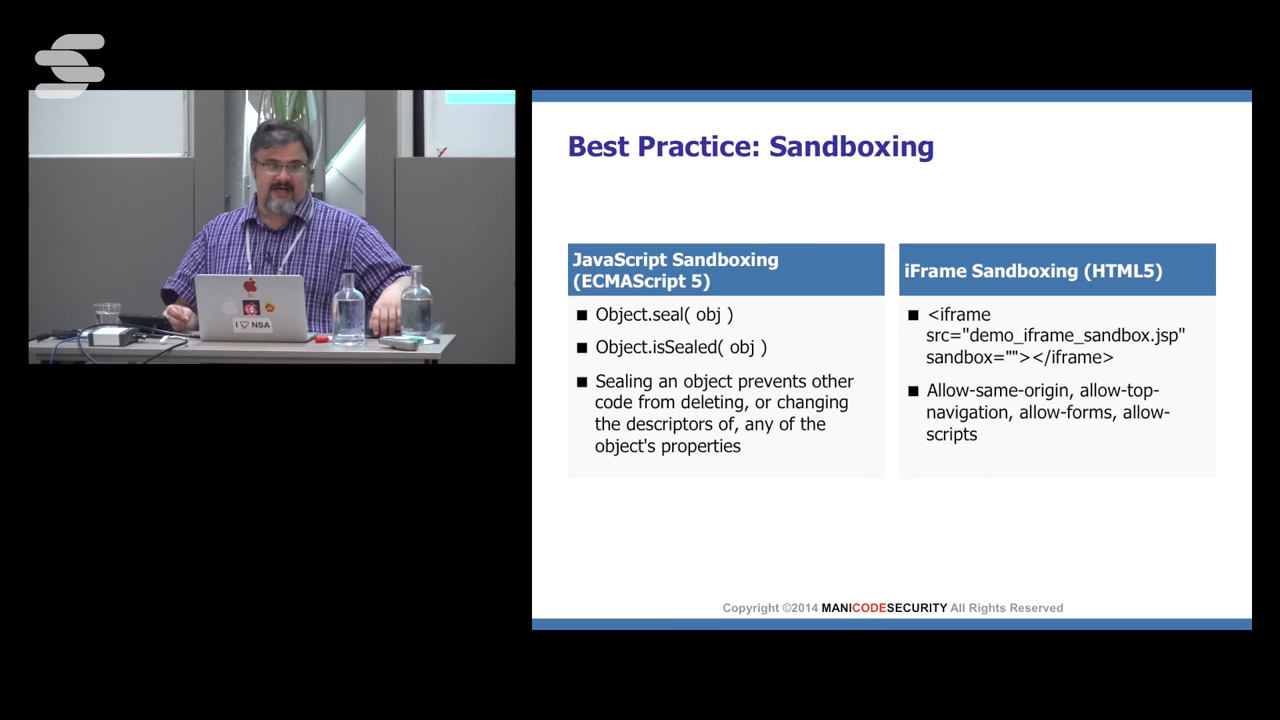 I ♡ NSA
Best Practice: Sandboxing
JavaScript Sandboxing
(ECMAScript 5)
■ Object.seal( obj )
■ Object.isSealed( obj )
■ Sealing an object prevents other
code from deleting, or changing
the descriptors of, any of the
object's properties
iFrame Sandboxing (HTML5)
■ <iframe
src="demo_iframe_sandbox.jsp"
sandbox=""></iframe>
■ Allow-same-origin, allow-top-
navigation, allow-forms, allow-
scripts
Copyright ©2014 MANICODESECURITY All Rights Reserved